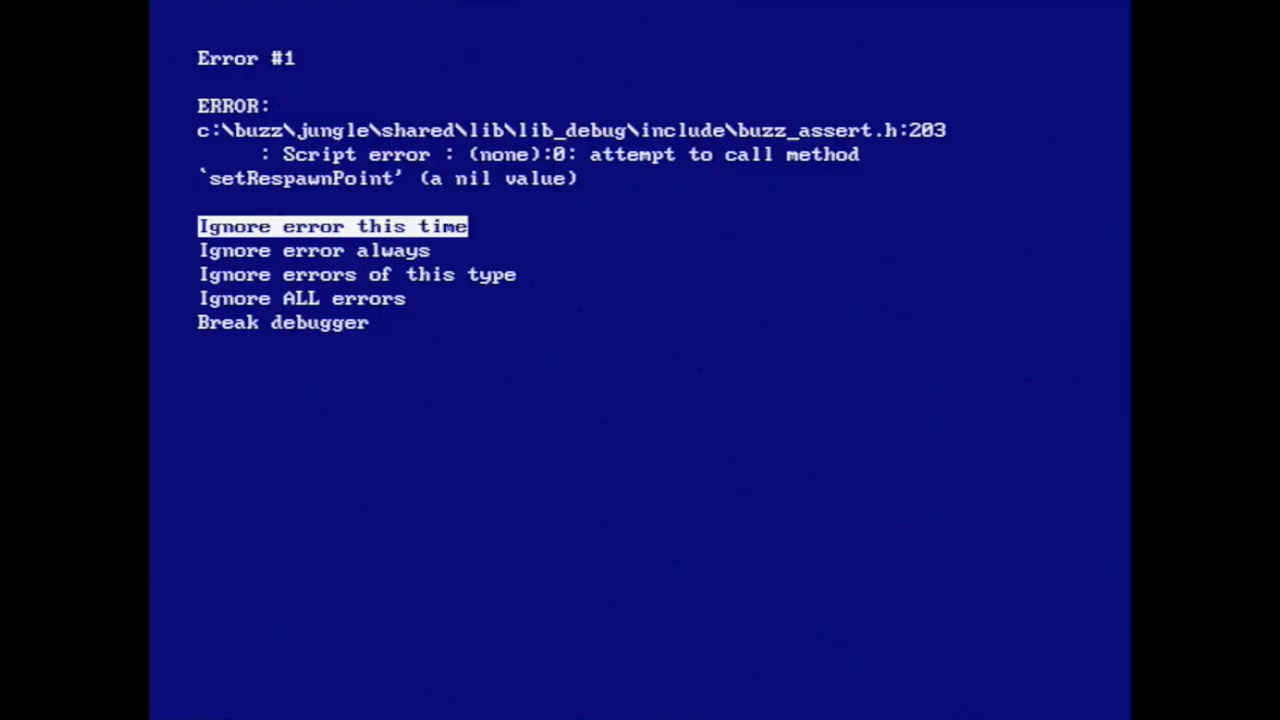 Error #1
ERROR:
c:\buzz\jungle\shared\lib\lib_debug\include\buzz_assert.h:203
: Script error : (none):0: attempt to call method
`setRespawnPoint' (a nil value)
Ignore error this time
Ignore error always
Ignore errors of this type
Ignore ALL errors
Break debugger